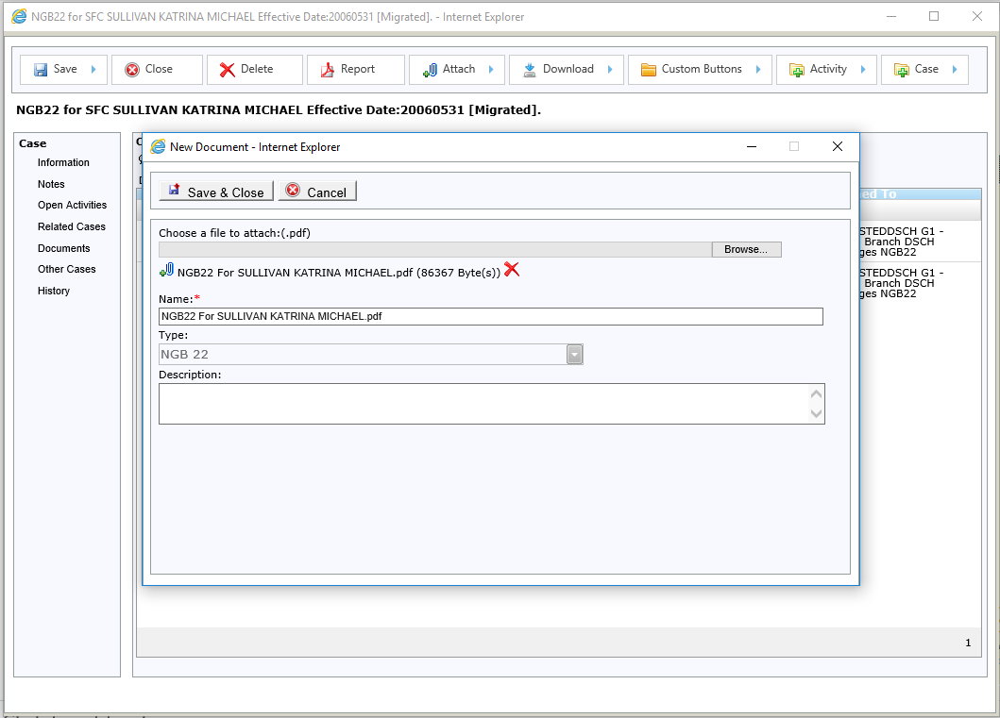 NGB22 for SFC SULLIVAN KATRINA MICHAEL Effective Date:20060531 [Migrated]. - Internet Explorer
Save Close Delete Report Attach Download Custom Buttons Activity Case
NGB22 for SFC SULLIVAN KATRINA MICHAEL Effective Date:20060531 [Migrated].
Case
Information
Notes
Open Activities
Related Cases
Documents
Other Cases
History
New Document - Internet Explorer
Save & Close Cancel
Choose a file to attach:(.pdf)
Browse...
NGB22 For SULLIVAN KATRINA MICHAEL.pdf (86367 Byte(s))
Name:*
NGB22 For SULLIVAN KATRINA MICHAEL.pdf
Type:
NGB 22
Description:
ed To
STEDDSCH G1 -
Branch DSCH
ges NGB22
STEDDSCH G1 -
Branch DSCH
ges NGB22
1